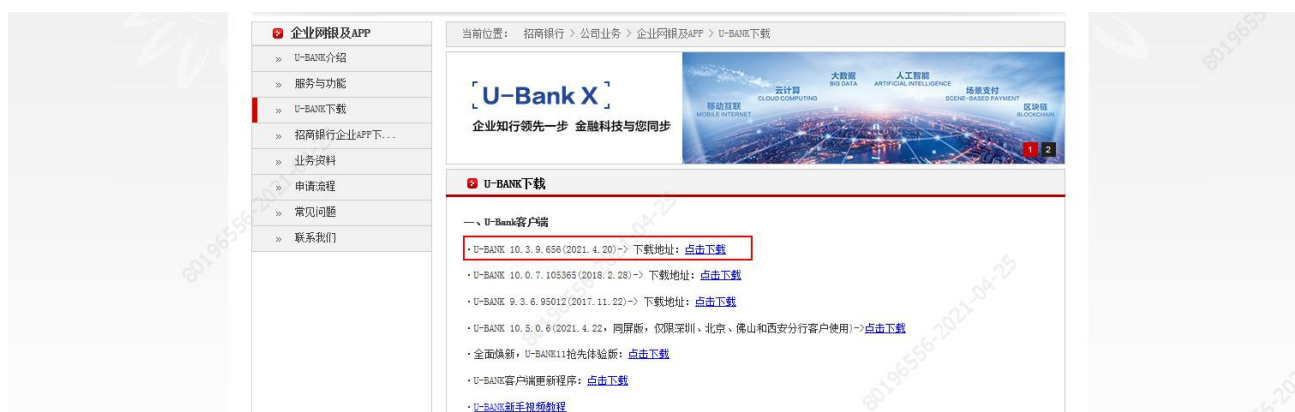 企业网银及APP
» U-BANK介绍
» 服务与功能
» U-BANK下载
» 招商银行企业APP下...
» 业务资料
» 申请流程
» 常见问题
» 联系我们
当前位置： 招商银行 > 公司业务 > 企业网银及APP > U-BANK下载
「U-Bank X」
企业知行领先一步 金融科技与您同步
移动互联
MOBILE INTERNET
云计算
CLOUD COMPUTING
大数据
BIG DATA
人工智能
ARTIFICIAL INTELLIGENCE
场景支付
SCENE-BASED PAYMENT
区块链
BLOCKCHAIN
1 2
U-BANK下载
一、U-Bank客户端
·U-BANK 10.3.9.656(2021.4.20)-> 下载地址：点击下载
·U-BANK 10.0.7.105365(2018.2.28)-> 下载地址：点击下载
·U-BANK 9.3.6.95012(2017.11.22)-> 下载地址：点击下载
·U-BANK 10.5.0.6(2021.4.22，同屏版，仅限深圳、北京、佛山和西安分行客户使用)->点击下载
·全面焕新，U-BANK11抢先体验版：点击下载
·U-BANK客户端更新程序：点击下载
·U-BANK新手视频教程
80196556-2021-04-25
80196556-2021-04-25
80196556-2021-04-25